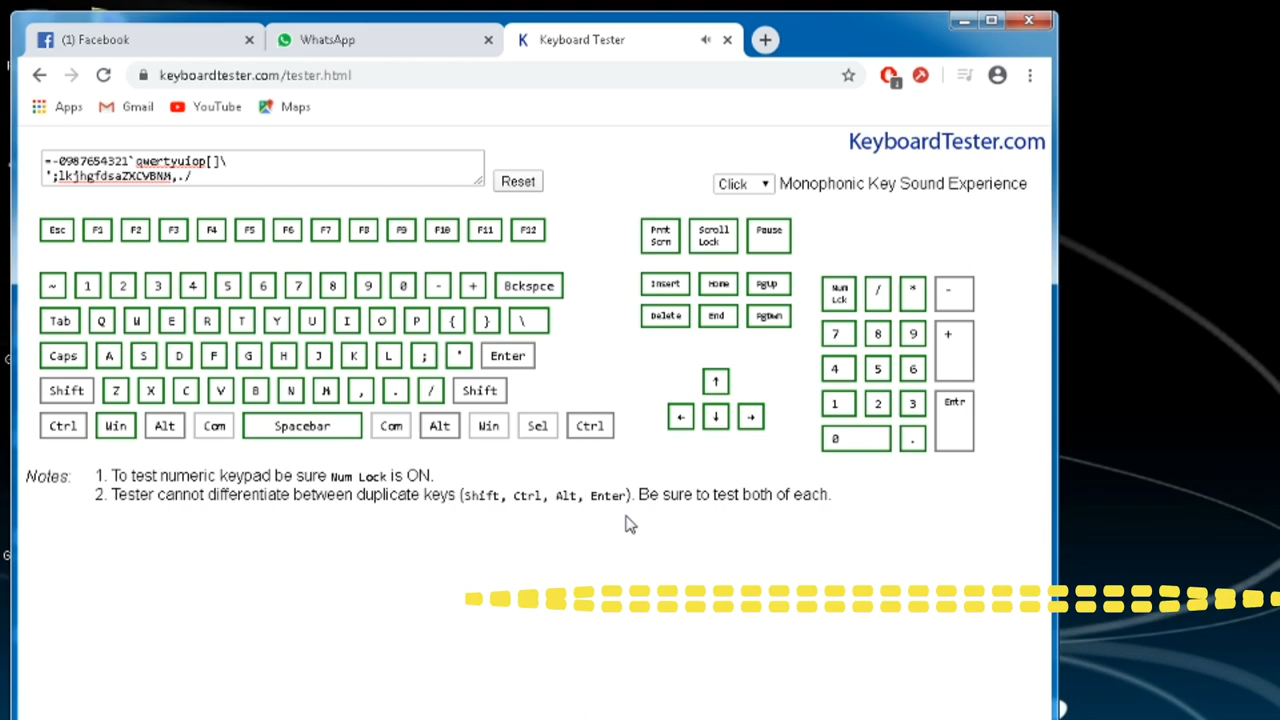 (1) Facebook
WhatsApp
Keyboard Tester
keyboardtester.com/tester.html
Apps
Gmail
YouTube
Maps
KeyboardTester.com
=-0987654321`qwertyuiop[]\
';lkjhgfdsaZXCVBNM,./
Reset
Click
Monophonic Key Sound Experience
Esc F1 F2 F3 F4 F5 F6 F7 F8 F9 F10 F11 F12
Prnt Scrn
Scroll Lock
Pause
~ 1 2 3 4 5 6 7 8 9 0 - + Bckspce
Insert Home PgUp
Num Lck / * -
Tab Q W E R T Y U I O P { } \
Delete End PgDwn
7 8 9 +
Caps A S D F G H J K L ; " Enter
4 5 6
Shift Z X C V B N M , . / Shift
↑
1 2 3 Entr
Ctrl Win Alt Com Spacebar Com Alt Win Sel Ctrl
← ↓ →
0 .
Notes:
1. To test numeric keypad be sure Num Lock is ON.
2. Tester cannot differentiate between duplicate keys (Shift, Ctrl, Alt, Enter). Be sure to test both of each.